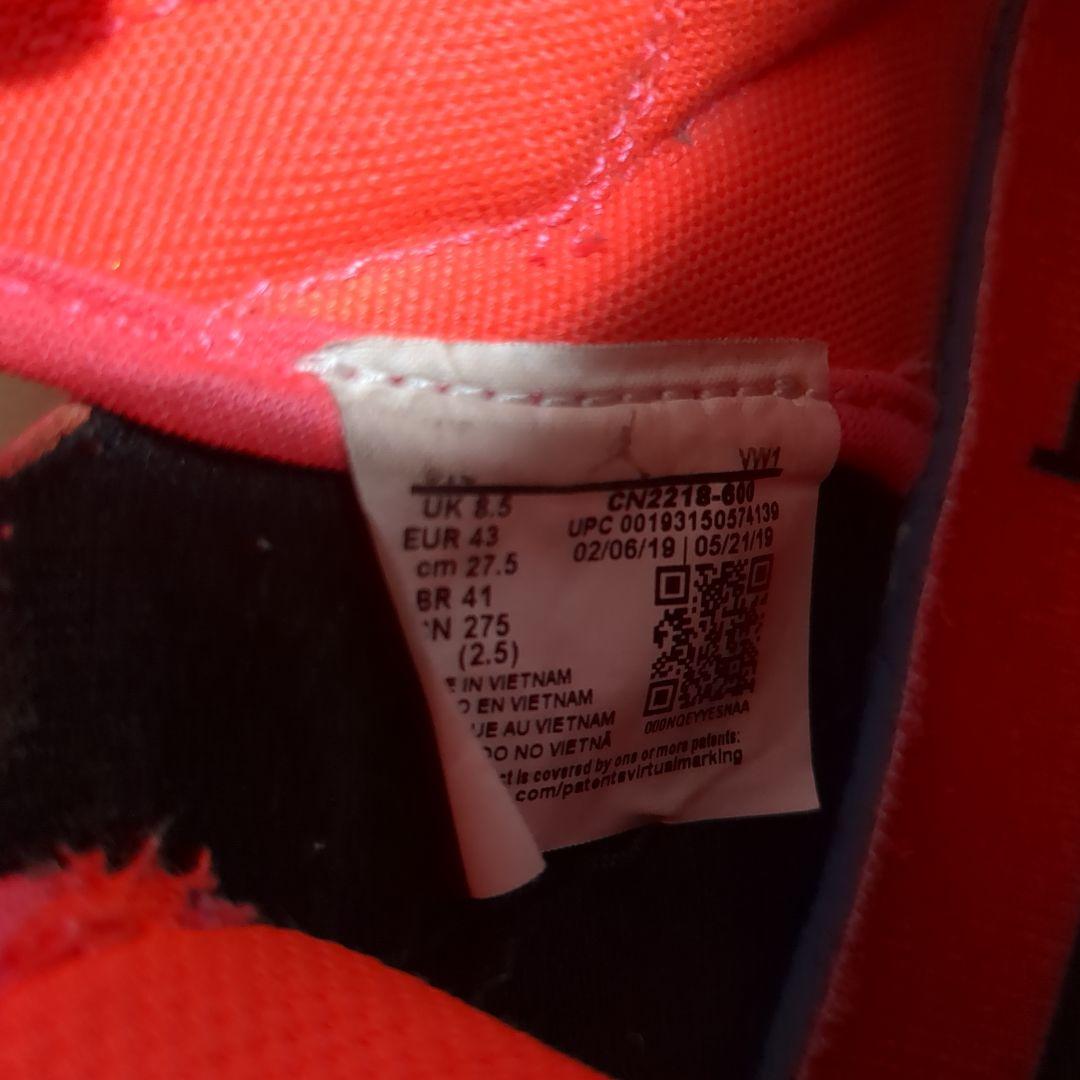 VW1
UK 8.5 CN2218-600
EUR 43 UPC 00193150574139
cm 27.5 02/06/19 | 05/21/19
BR 41
N 275
(2.5)
E IN VIETNAM
O EN VIETNAM
UE AU VIETNAM
DO NO VIETNÃ
000NQEYYESNAA
ct is covered by one or more patents:
.com/patentsvirtualmarking